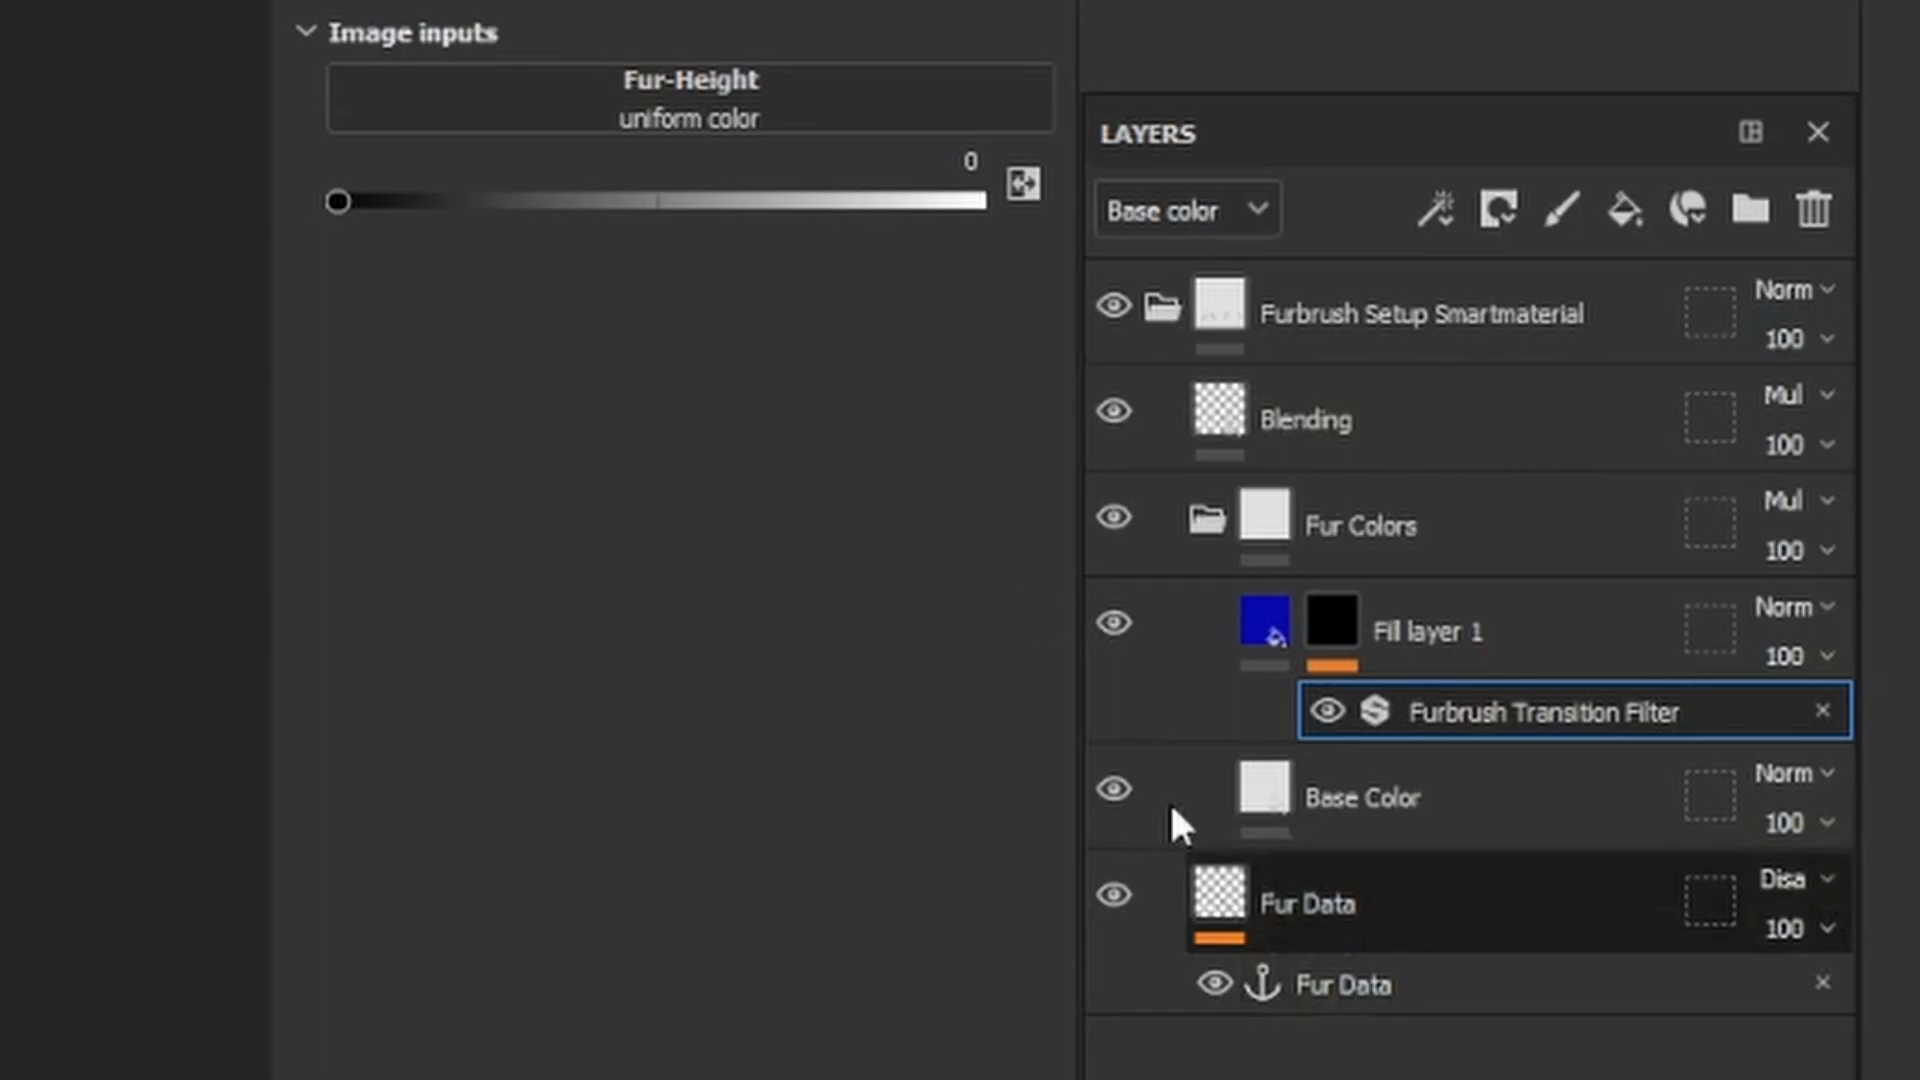 Image inputs
Fur-Height
uniform color
0
LAYERS
Base color
Furbrush Setup Smartmaterial
Norm
100
Blending
Mul
100
Fur Colors
Mul
100
Fill layer 1
Norm
100
Furbrush Transition Filter
Base Color
Norm
100
Fur Data
Disa
100
Fur Data